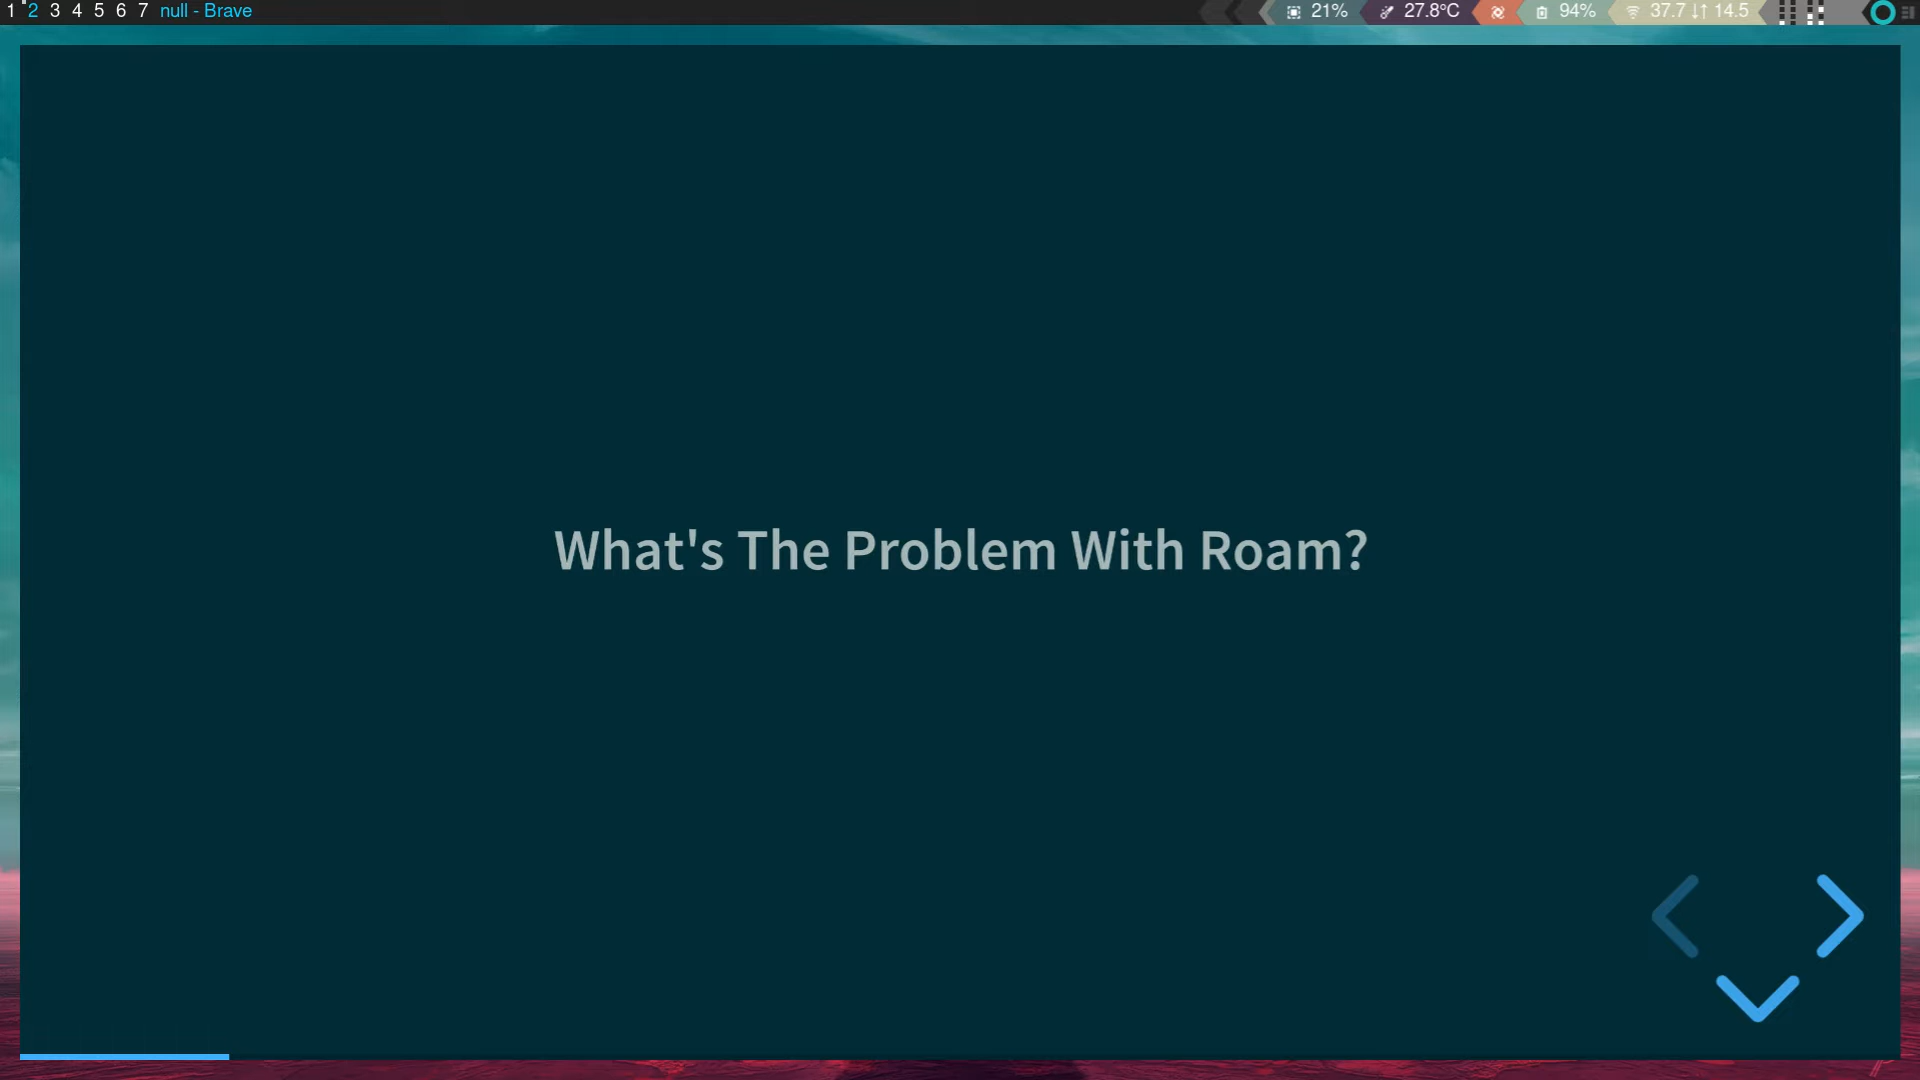 1 2 3 4 5 6 7 null - Brave 21% 27.8°C 94% 37.7 ↓↑ 14.5
What's The Problem With Roam?